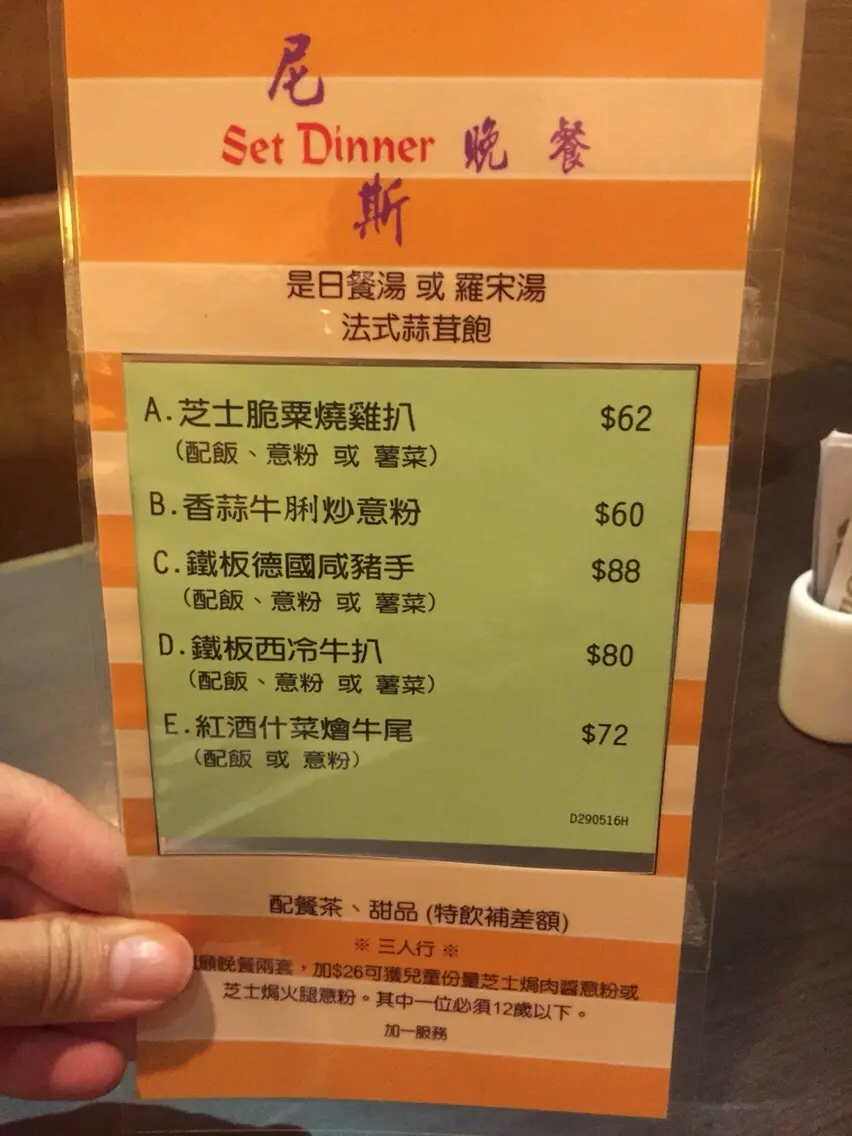 尼
Set Dinner 晚 餐
斯
是日餐湯 或 羅宋湯
法式蒜茸飽
A.芝士脆粟燒雞扒 $62
(配飯、意粉 或 薯菜)
B.香蒜牛脷炒意粉 $60
C.鐵板德國咸豬手 $88
(配飯、意粉 或 薯菜)
D.鐵板西冷牛扒 $80
(配飯、意粉 或 薯菜)
E.紅酒什菜燴牛尾 $72
(配飯 或 意粉)
D290516H
配餐茶、甜品 (特飲補差額)
※ 三人行 ※
顧晚餐兩套，加$26可獲兒童份量芝士焗肉醬意粉或
芝士焗火腿意粉。其中一位必須12歲以下。
加一服務